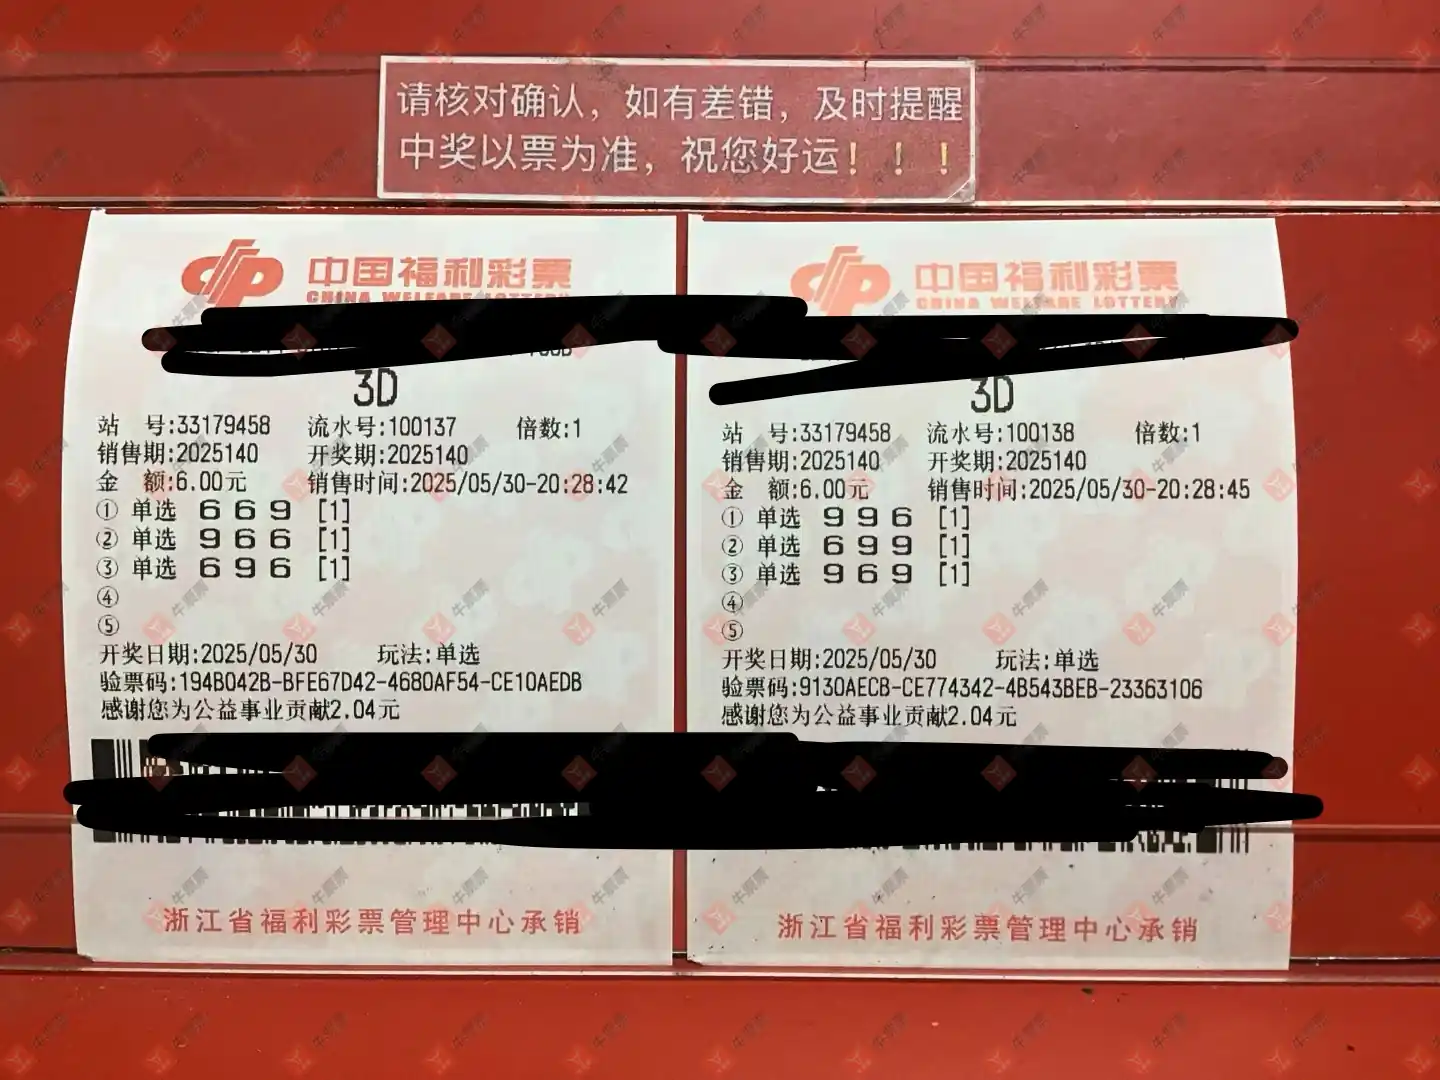 请核对确认，如有差错，及时提醒
中奖以票为准，祝您好运！！！
中国福利彩票
CHINA WELFARE LOTTERY
3D
站 号:33179458 流水号:100137 倍数:1
销售期:2025140 开奖期:2025140
金 额:6.00元 销售时间:2025/05/30-20:28:42
① 单选 6 6 9 [1]
② 单选 9 6 6 [1]
③ 单选 6 9 6 [1]
④
⑤
开奖日期:2025/05/30 玩法:单选
验票码:194B042B-BFE67D42-4680AF54-CE10AEDB
感谢您为公益事业贡献2.04元
浙江省福利彩票管理中心承销
中国福利彩票
CHINA WELFARE LOTTERY
3D
站 号:33179458 流水号:100138 倍数:1
销售期:2025140 开奖期:2025140
金 额:6.00元 销售时间:2025/05/30-20:28:45
① 单选 9 9 6 [1]
② 单选 6 9 9 [1]
③ 单选 9 6 9 [1]
④
⑤
开奖日期:2025/05/30 玩法:单选
验票码:9130AECB-CE774342-4B543BEB-23363106
感谢您为公益事业贡献2.04元
浙江省福利彩票管理中心承销
牛票票